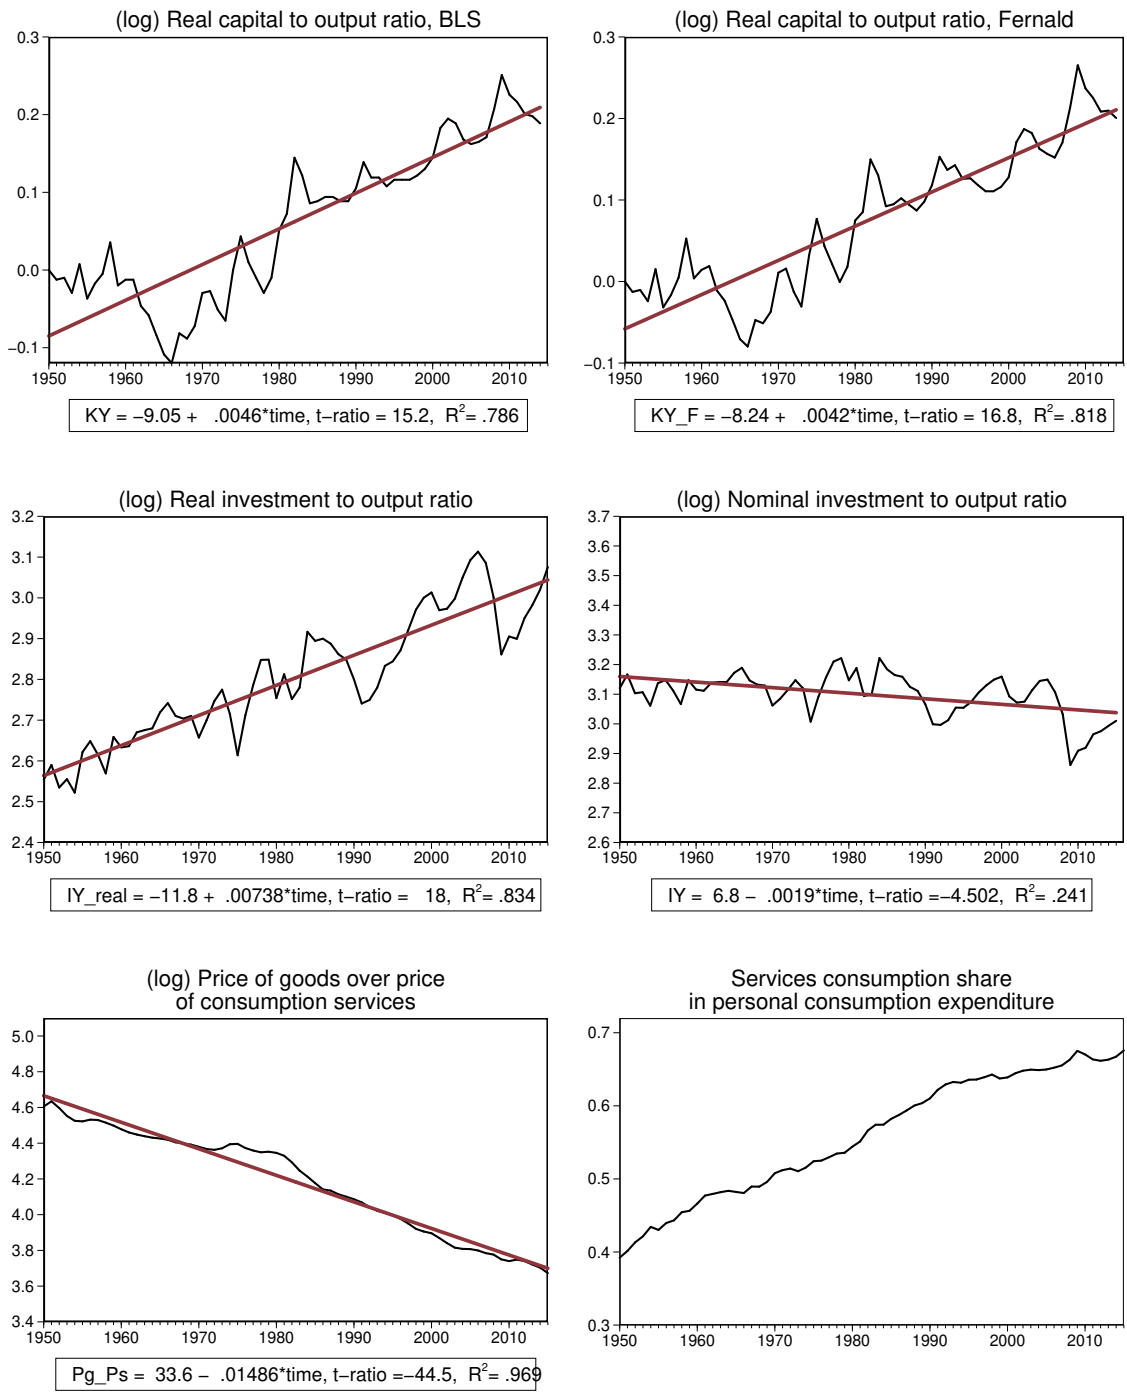 (log) Real capital to output ratio, BLS
0.3
0.2
0.1
0.0
−0.1
1950 1960 1970 1980 1990 2000 2010
KY = −9.05 + .0046*time, t−ratio = 15.2, R²= .786
(log) Real capital to output ratio, Fernald
0.3
0.2
0.1
0.0
−0.1
1950 1960 1970 1980 1990 2000 2010
KY_F = −8.24 + .0042*time, t−ratio = 16.8, R²= .818
(log) Real investment to output ratio
3.2
3.1
3.0
2.9
2.8
2.7
2.6
2.5
2.4
1950 1960 1970 1980 1990 2000 2010
IY_real = −11.8 + .00738*time, t−ratio = 18, R²= .834
(log) Nominal investment to output ratio
3.7
3.6
3.5
3.4
3.3
3.2
3.1
3.0
2.9
2.8
2.7
2.6
1950 1960 1970 1980 1990 2000 2010
IY = 6.8 − .0019*time, t−ratio =−4.502, R²= .241
(log) Price of goods over price
of consumption services
5.0
4.8
4.6
4.4
4.2
4.0
3.8
3.6
3.4
1950 1960 1970 1980 1990 2000 2010
Pg_Ps = 33.6 − .01486*time, t−ratio =−44.5, R²= .969
Services consumption share
in personal consumption expenditure
0.7
0.6
0.5
0.4
0.3
1950 1960 1970 1980 1990 2000 2010